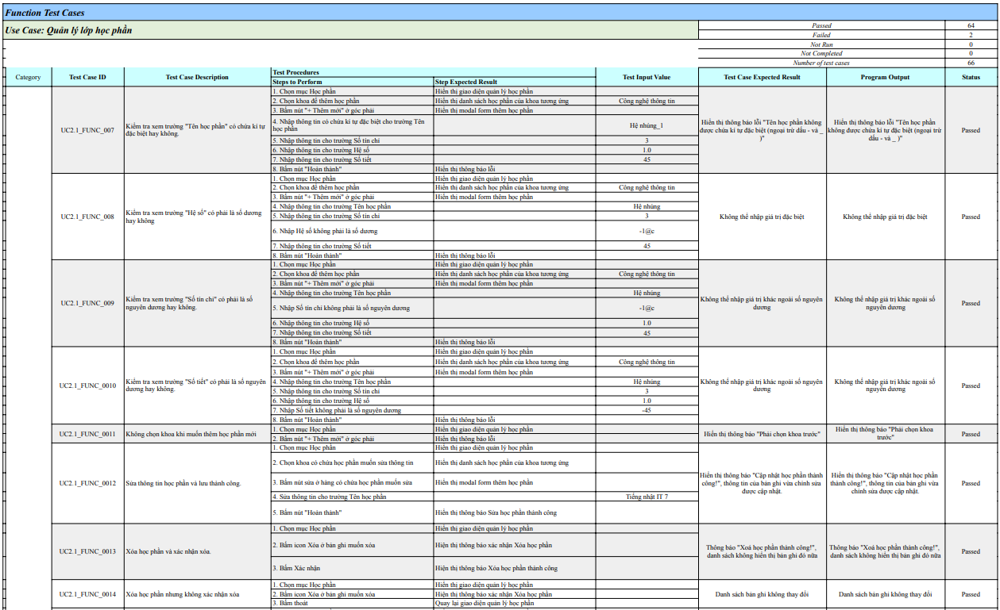 Function Test Cases
Use Case: Quản lý lớp học phần
Passed 64
Failed 2
Not Run 0
Not Completed 0
Number of test cases 66
Category Test Case ID Test Case Description Test Procedures Test Input Value Test Case Expected Result Program Output Status
Steps to Perform Step Expected Result
UC2.1_FUNC_007
Kiểm tra xem trường "Tên học phần" có chứa kí tự
đặc biệt hay không.
1. Chọn mục Học phần Hiển thị giao diện quản lý học phần
2. Chọn khoa để thêm học phần Hiển thị danh sách học phần của khoa tương ứng Công nghệ thông tin
3. Bấm nút "+ Thêm mới" ở góc phải Hiển thị modal form thêm học phần
4. Nhập thông tin có chứa kí tự đặc biệt cho trường Tên
học phần
Hệ nhúng_1
5. Nhập thông tin cho trường Số tín chỉ 3
6. Nhập thông tin cho trường Hệ số 1.0
7. Nhập thông tin cho trường Số tiết 45
8. Bấm nút "Hoàn thành" Hiển thị thông báo lỗi
Hiển thị thông báo lỗi "Tên học phần không
được chứa kí tự đặc biệt (ngoại trừ dấu - và _
)"
Hiển thị thông báo lỗi "Tên học phần
không được chứa kí tự đặc biệt (ngoại trừ
dấu - và _ )"
Passed
UC2.1_FUNC_008
Kiểm tra xem trường "Hệ số" có phải là số dương
hay không
1. Chọn mục Học phần Hiển thị giao diện quản lý học phần
2. Chọn khoa để thêm học phần Hiển thị danh sách học phần của khoa tương ứng Công nghệ thông tin
3. Bấm nút "+ Thêm mới" ở góc phải Hiển thị modal form thêm học phần
4. Nhập thông tin cho trường Tên học phần Hệ nhúng
5. Nhập thông tin cho trường Số tín chỉ 3
6. Nhập Hệ số không phải là số dương -1@c
7. Nhập thông tin cho trường Số tiết 45
8. Bấm nút "Hoàn thành" Hiển thị thông báo lỗi
Không thể nhập giá trị đặc biệt
Không thể nhập giá trị đặc biệt
Passed
UC2.1_FUNC_009
Kiểm tra xem trường "Số tín chỉ" có phải là số
nguyên dương hay không.
1. Chọn mục Học phần Hiển thị giao diện quản lý học phần
2. Chọn khoa để thêm học phần Hiển thị danh sách học phần của khoa tương ứng Công nghệ thông tin
3. Bấm nút "+ Thêm mới" ở góc phải Hiển thị modal form thêm học phần
4. Nhập thông tin cho trường Tên học phần Hệ nhúng
5. Nhập Số tín chỉ không phải là số nguyên dương -1@c
6. Nhập thông tin cho trường Hệ số 1.0
7. Nhập thông tin cho trường Số tiết 45
8. Bấm nút "Hoàn thành" Hiển thị thông báo lỗi
Không thể nhập giá trị khác ngoài số nguyên
dương
Không thể nhập giá trị khác ngoài số
nguyên dương
Passed
UC2.1_FUNC_0010
Kiểm tra xem trường "Số tiết" có phải là số nguyên
dương hay không.
1. Chọn mục Học phần Hiển thị giao diện quản lý học phần
2. Chọn khoa để thêm học phần Hiển thị danh sách học phần của khoa tương ứng Công nghệ thông tin
3. Bấm nút "+ Thêm mới" ở góc phải Hiển thị modal form thêm học phần
4. Nhập thông tin cho trường Tên học phần Hệ nhúng
5. Nhập thông tin cho trường Số tín chỉ 3
6. Nhập thông tin cho trường Hệ số 1.0
7. Nhập Số tiết không phải là số nguyên dương -45
8. Bấm nút "Hoàn thành" Hiển thị thông báo lỗi
Không thể nhập giá trị khác ngoài số nguyên
dương
Không thể nhập giá trị khác ngoài số
nguyên dương
Passed
UC2.1_FUNC_0011
Không chọn khoa khi muốn thêm học phần mới
1. Chọn mục Học phần Hiển thị giao diện quản lý học phần
2. Bấm nút "+ Thêm mới" ở góc phải Hiển thị thông báo lỗi
Hiển thị thông báo "Phải chọn khoa trước"
Hiển thị thông báo "Phải chọn khoa
trước"
Passed
UC2.1_FUNC_0012
Sửa thông tin học phần và lưu thành công.
1. Chọn mục Học phần Hiển thị giao diện quản lý học phần
2. Chọn khoa có chứa học phần muốn sửa thông tin Hiển thị danh sách học phần của khoa tương ứng
3. Bấm nút sửa ở hàng có chứa học phần muốn sửa Hiển thị modal form thêm học phần
4. Sửa thông tin cho trường Tên học phần Tiếng nhật IT 7
5. Bấm nút "Hoàn thành" Hiển thị thông báo Sửa học phần thành công
Hiển thị thông báo "Cập nhật học phần thành
công!", thông tin của bản ghi vừa chỉnh sửa
được cập nhật.
Hiển thị thông báo "Cập nhật học phần
thành công!", thông tin của bản ghi vừa
chỉnh sửa được cập nhật.
Passed
UC2.1_FUNC_0013
Xóa học phần và xác nhận xóa.
1. Chọn mục Học phần Hiển thị giao diện quản lý học phần
2. Bấm icon Xóa ở bản ghi muốn xóa Hiện thị thông báo xác nhận Xóa học phần
3. Bấm Xác nhận Hiện thị thông báo Xóa học phần thành công
Thông báo "Xoá học phần thành công!",
danh sách không hiển thị bản ghi đó nữa
Thông báo "Xoá học phần thành công!",
danh sách không hiển thị bản ghi đó nữa
Passed
UC2.1_FUNC_0014
Xóa học phần nhưng không xác nhận xóa
1. Chọn mục Học phần Hiển thị giao diện quản lý học phần
2. Bấm icon Xóa ở bản ghi muốn xóa Hiện thị thông báo xác nhận Xóa học phần
3. Bấm thoát Quay lại giao diện quản lý học phần
Danh sách bản ghi không thay đổi
Danh sách bản ghi không thay đổi
Passed